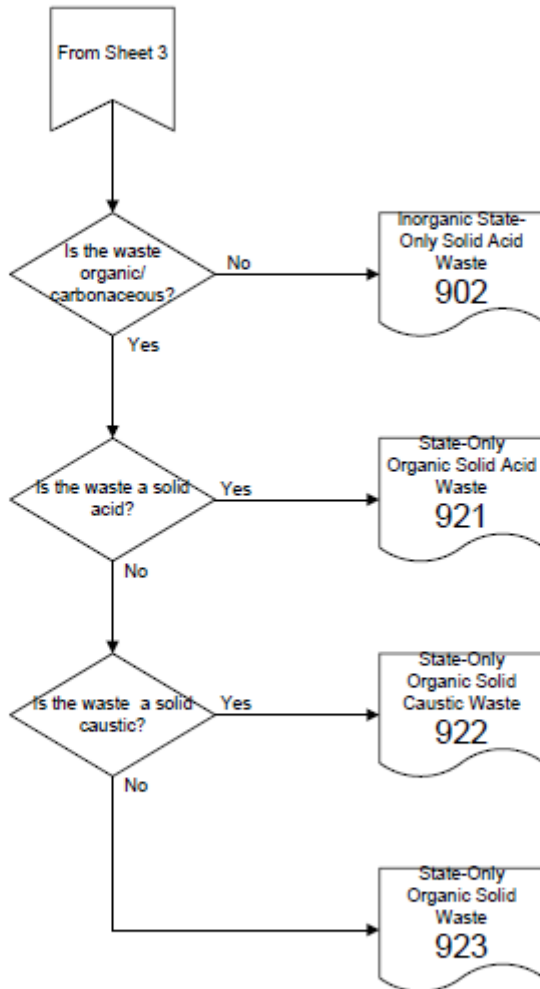 From Sheet 3
Is the waste
organic/
carbonaceous?
No
Inorganic State-
Only Solid Acid
Waste
902
Yes
Is the waste a solid
acid?
Yes
State-Only
Organic Solid Acid
Waste
921
No
Is the waste a solid
caustic?
Yes
State-Only
Organic Solid
Caustic Waste
922
No
State-Only
Organic Solid
Waste
923